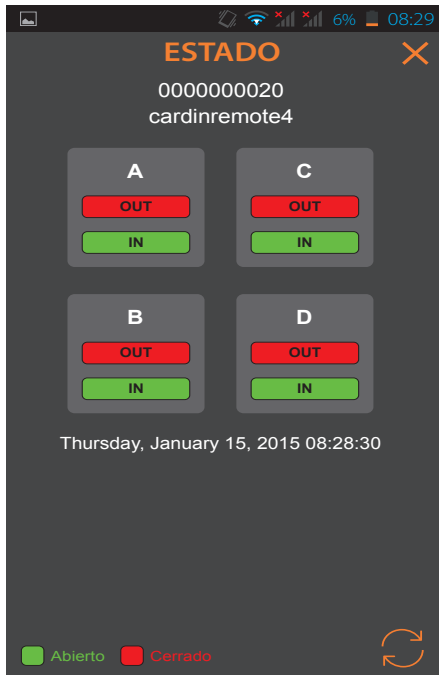 6% 08:29
ESTADO
0000000020
cardinremote4
A
OUT
IN
C
OUT
IN
B
OUT
IN
D
OUT
IN
Thursday, January 15, 2015 08:28:30
Abierto Cerrado